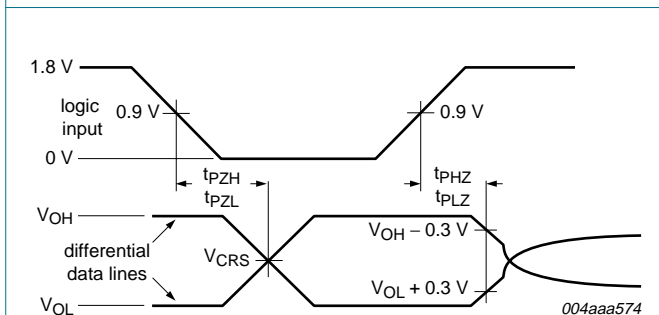 1.8 V
logic
input
0.9 V
0.9 V
0 V
tPZH
tPZL
tPHZ
tPLZ
VOH
differential
data lines
VCRS
VOH − 0.3 V
VOL + 0.3 V
VOL
004aaa574